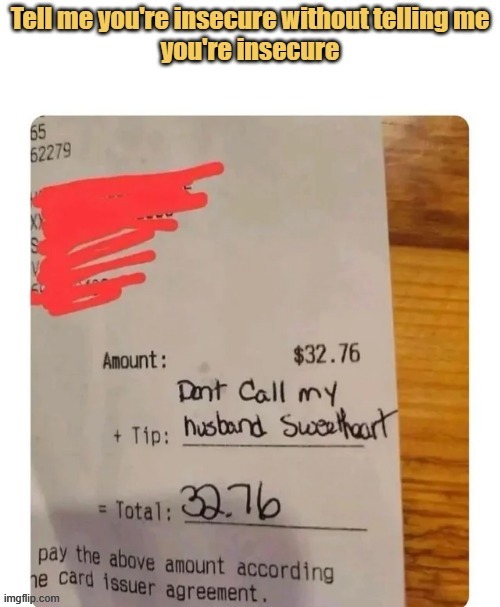 Tell me you're insecure without telling me
you're insecure
65
62279
Amount: $32.76
Dont Call my
+ Tip: husband Sweetheart
= Total: 32.76
pay the above amount according
card issuer agreement.
imgflip.com